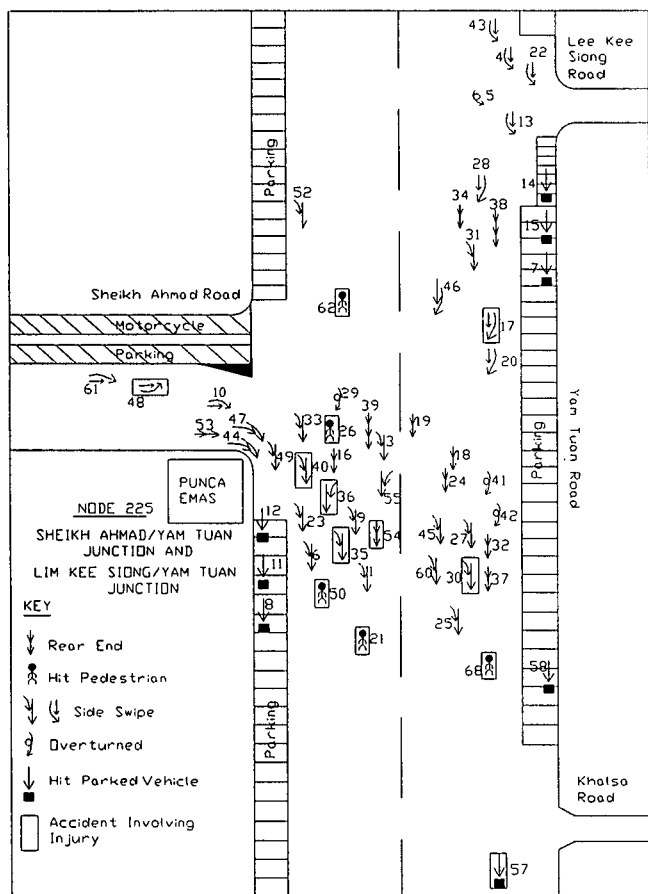 43
Lee Kee
Siong
Road
4
22
6 5
13
28
Parking
14
52
34
38
15
31
7
Sheikh Ahmad Road
46
62
Motorcycle
17
Parking
20
61
48
10
29
39
19
47
33
26
3
53
44
18
Parking
Yam Tuan Road
49
40
16
PUNCA
EMAS
24
41
55
36
NODE 225
12
23
9
42
SHEIKH AHMAD/YAM TUAN
JUNCTION AND
54
45
27
32
35
LIM KEE SIONG/YAM TUAN
JUNCTION
11
6
1
60
30
37
KEY
8
50
25
Rear End
21
Hit Pedestrian
68
58
Side Swipe
Parking
Overturned
Hit Parked Vehicle
Khalsa
Road
Accident Involving
Injury
57